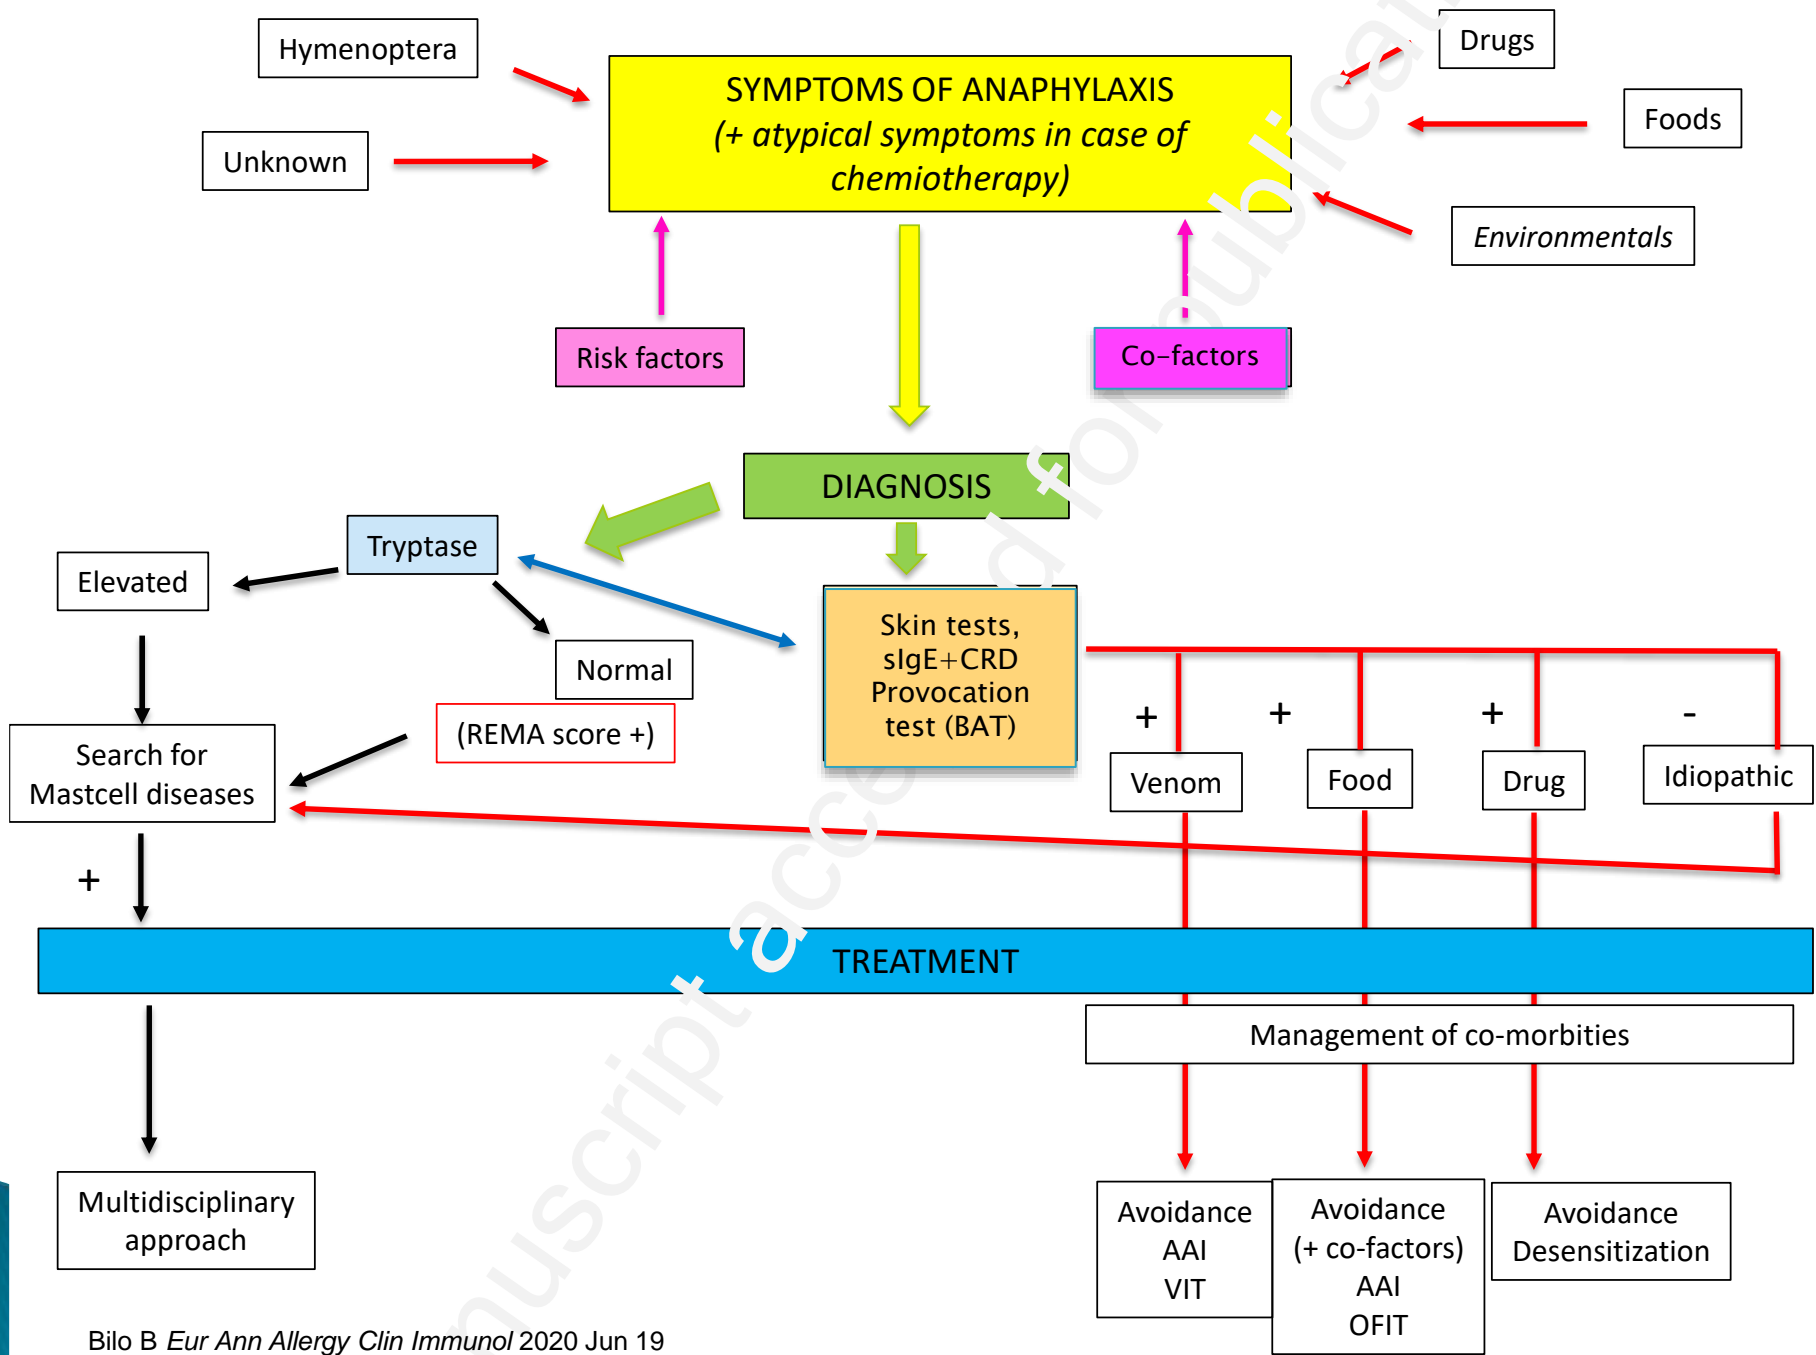 Hymenoptera
Drugs
SYMPTOMS OF ANAPHYLAXIS
(+ atypical symptoms in case of
chemiotherapy)
Unknown
Foods
Environmentals
Risk factors
Co-factors
DIAGNOSIS
Tryptase
Elevated
Normal
(REMA score +)
Skin tests,
sIgE+CRD
Provocation
test (BAT)
Search for
Mastcell diseases
+
+
+
-
Venom
Food
Drug
Idiopathic
+
TREATMENT
Management of co-morbities
Multidisciplinary
approach
Avoidance
AAI
VIT
Avoidance
(+ co-factors)
AAI
OFIT
Avoidance
Desensitization
Bilo B Eur Ann Allergy Clin Immunol 2020 Jun 19